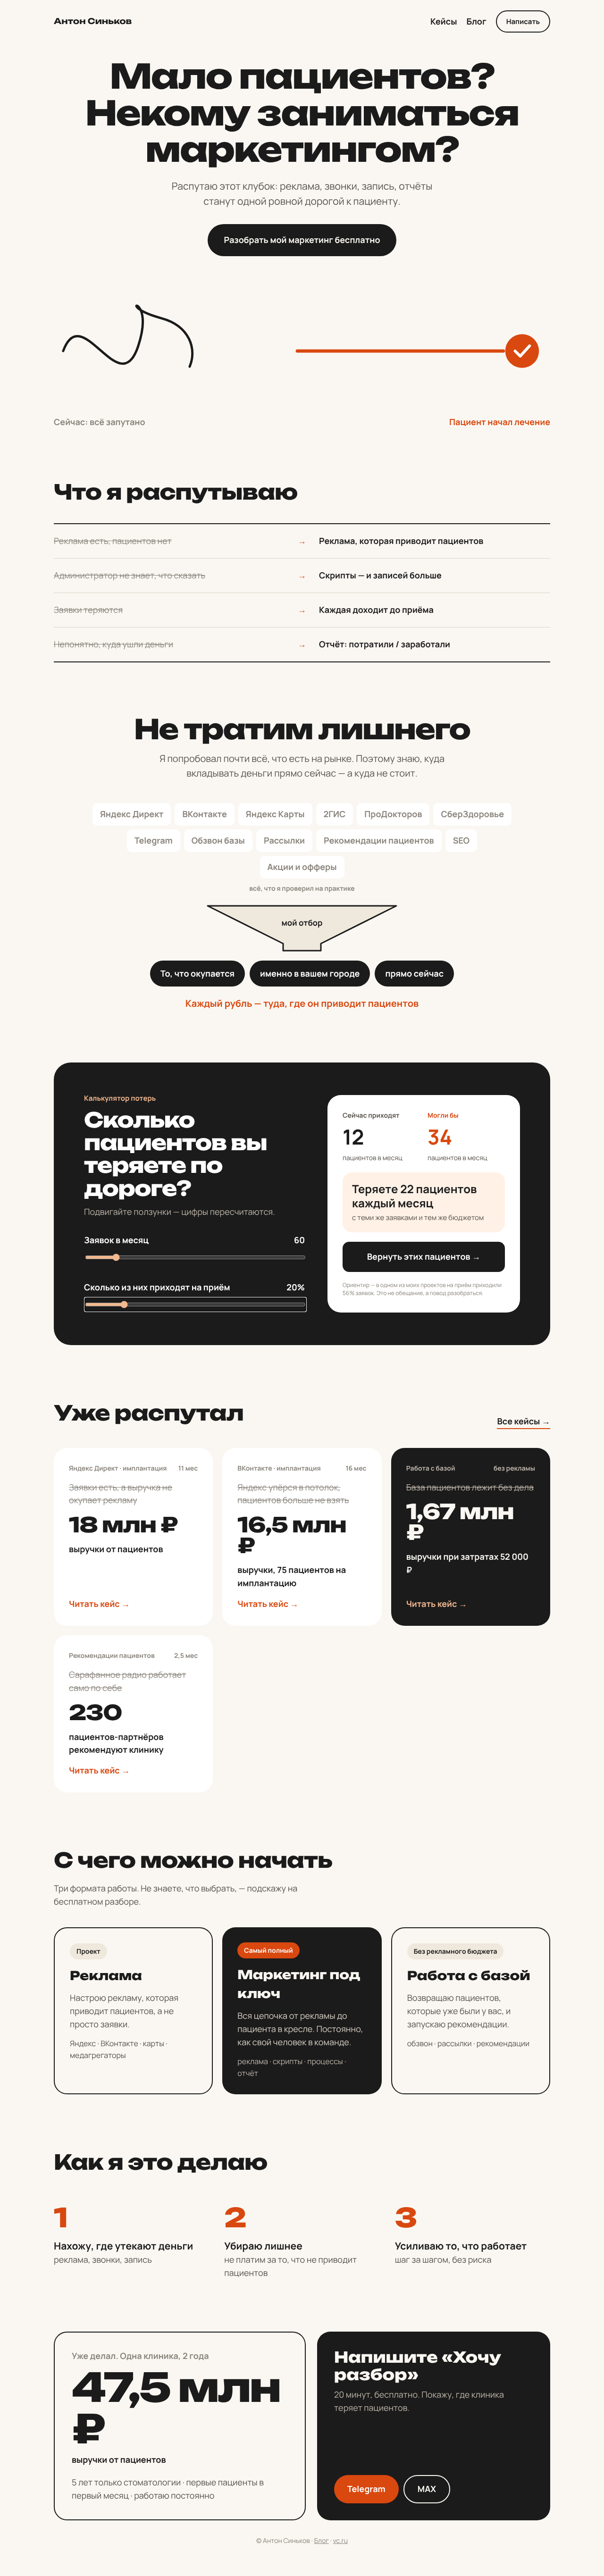 Антон Синьков
Кейсы Блог Написать
Мало пациентов?
Некому заниматься
маркетингом?
Распутаю этот клубок: реклама, звонки, запись, отчёты
станут одной ровной дорогой к пациенту.
Разобрать мой маркетинг бесплатно
Сейчас: всё запутано
Пациент начал лечение
Что я распутываю
Реклама есть, пациентов нет → Реклама, которая приводит пациентов
Администратор не знает, что сказать → Скрипты — и записей больше
Заявки теряются → Каждая доходит до приёма
Непонятно, куда ушли деньги → Отчёт: потратили / заработали
Не тратим лишнего
Я попробовал почти всё, что есть на рынке. Поэтому знаю, куда
вкладывать деньги прямо сейчас — а куда не стоит.
Яндекс Директ ВКонтакте Яндекс Карты 2ГИС ПроДокторов СберЗдоровье
Telegram Обзвон базы Рассылки Рекомендации пациентов SEO
Акции и офферы
всё, что я проверил на практике
мой отбор
То, что окупается именно в вашем городе прямо сейчас
Каждый рубль — туда, где он приводит пациентов
Калькулятор потерь
Сколько
пациентов вы
теряете по
дороге?
Подвигайте ползунки — цифры пересчитаются.
Заявок в месяц 60
Сколько из них приходят на приём 20%
Сейчас приходят
12
пациентов в месяц
Могли бы
34
пациентов в месяц
Теряете 22 пациентов
каждый месяц
с теми же заявками и тем же бюджетом
Вернуть этих пациентов →
Ориентир — в одном из моих проектов на приём приходили
56% заявок. Это не обещание, а повод разобраться.
Уже распутал
Все кейсы →
Яндекс Директ · имплантация 11 мес
Заявки есть, а выручка не
окупает рекламу
18 млн ₽
выручки от пациентов
Читать кейс →
ВКонтакте · имплантация 16 мес
Яндекс упёрся в потолок,
пациентов больше не взять
16,5 млн
₽
выручки, 75 пациентов на
имплантацию
Читать кейс →
Работа с базой без рекламы
База пациентов лежит без дела
1,67 млн
₽
выручки при затратах 52 000
₽
Читать кейс →
Рекомендации пациентов 2,5 мес
Сарафанное радио работает
само по себе
230
пациентов-партнёров
рекомендуют клинику
Читать кейс →
С чего можно начать
Три формата работы. Не знаете, что выбрать, — подскажу на
бесплатном разборе.
Проект
Реклама
Настрою рекламу, которая
приводит пациентов, а не
просто заявки.
Яндекс · ВКонтакте · карты ·
медагрегаторы
Самый полный
Маркетинг под
ключ
Вся цепочка от рекламы до
пациента в кресле. Постоянно,
как свой человек в команде.
реклама · скрипты · процессы ·
отчёт
Без рекламного бюджета
Работа с базой
Возвращаю пациентов,
которые уже были у вас, и
запускаю рекомендации.
обзвон · рассылки · рекомендации
Как я это делаю
1
Нахожу, где утекают деньги
реклама, звонки, запись
2
Убираю лишнее
не платим за то, что не приводит
пациентов
3
Усиливаю то, что работает
шаг за шагом, без риска
Уже делал. Одна клиника, 2 года
47,5 млн
₽
выручки от пациентов
5 лет только стоматологии · первые пациенты в
первый месяц · работаю постоянно
Напишите «Хочу
разбор»
20 минут, бесплатно. Покажу, где клиника
теряет пациентов.
Telegram MAX
© Антон Синьков · Блог · vc.ru